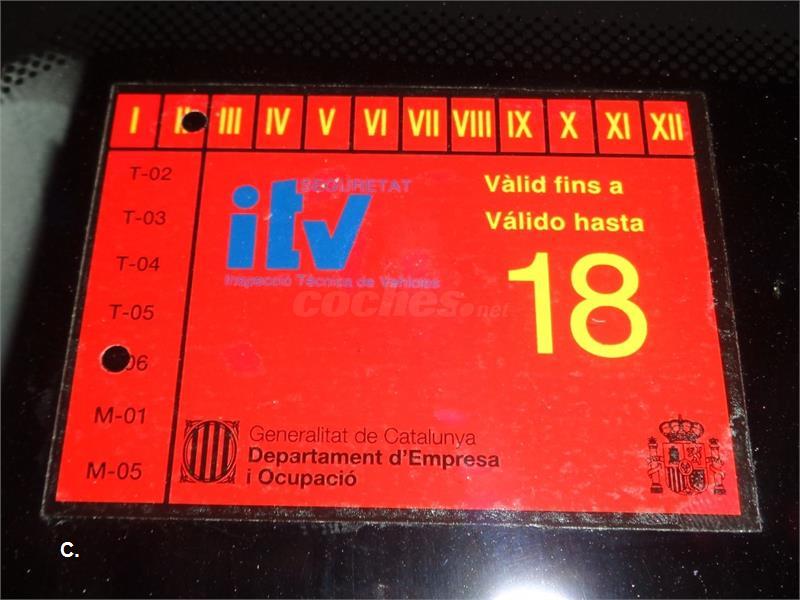 I II III IV V VI VII VIII IX X XI XII
T-02
T-03
T-04
T-05
06
M-01
M-05
SEGURETAT
itv
Inspecció Tècnica de Vehicles
Vàlid fins a
Válido hasta
18
coches.net
Generalitat de Catalunya
Departament d'Empresa
i Ocupació
C.